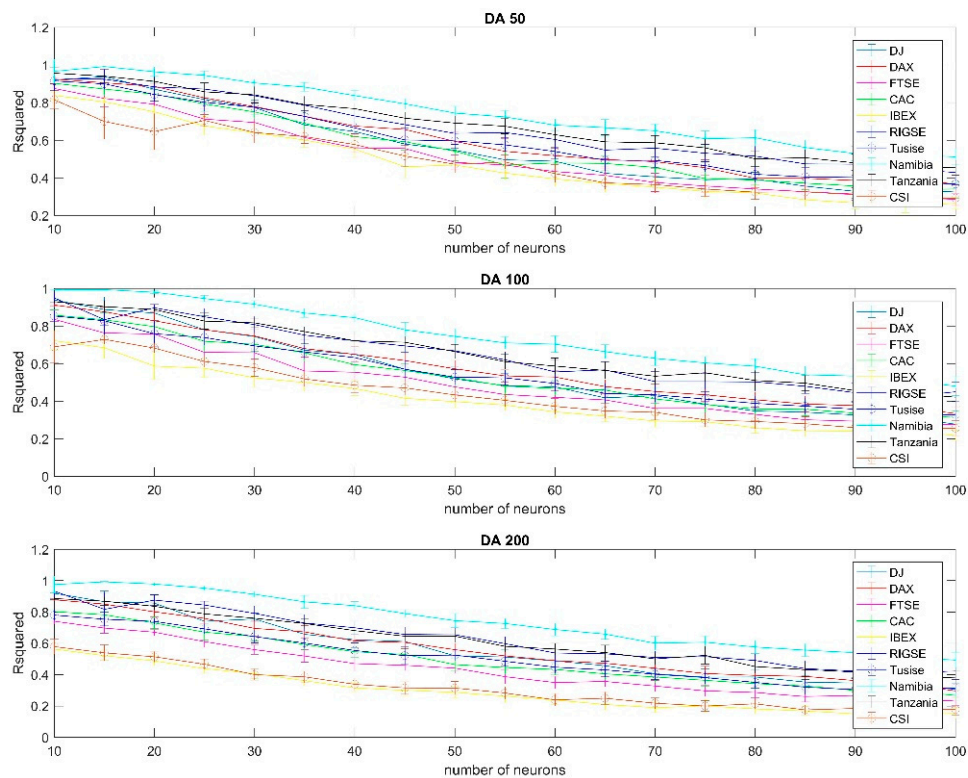 DA 50
1.2
1
0.8
0.6
0.4
0.2
Rsquared
10 20 30 40 50 60 70 80 90 100
number of neurons
DJ
DAX
FTSE
CAC
IBEX
RIGSE
Tusise
Namibia
Tanzania
CSI
DA 100
1
0.8
0.6
0.4
0.2
0
Rsquared
10 20 30 40 50 60 70 80 90 100
number of neurons
DJ
DAX
FTSE
CAC
IBEX
RIGSE
Tusise
Namibia
Tanzania
CSI
DA 200
1.2
1
0.8
0.6
0.4
0.2
0
Rsquared
10 20 30 40 50 60 70 80 90 100
number of neurons
DJ
DAX
FTSE
CAC
IBEX
RIGSE
Tusise
Namibia
Tanzania
CSI